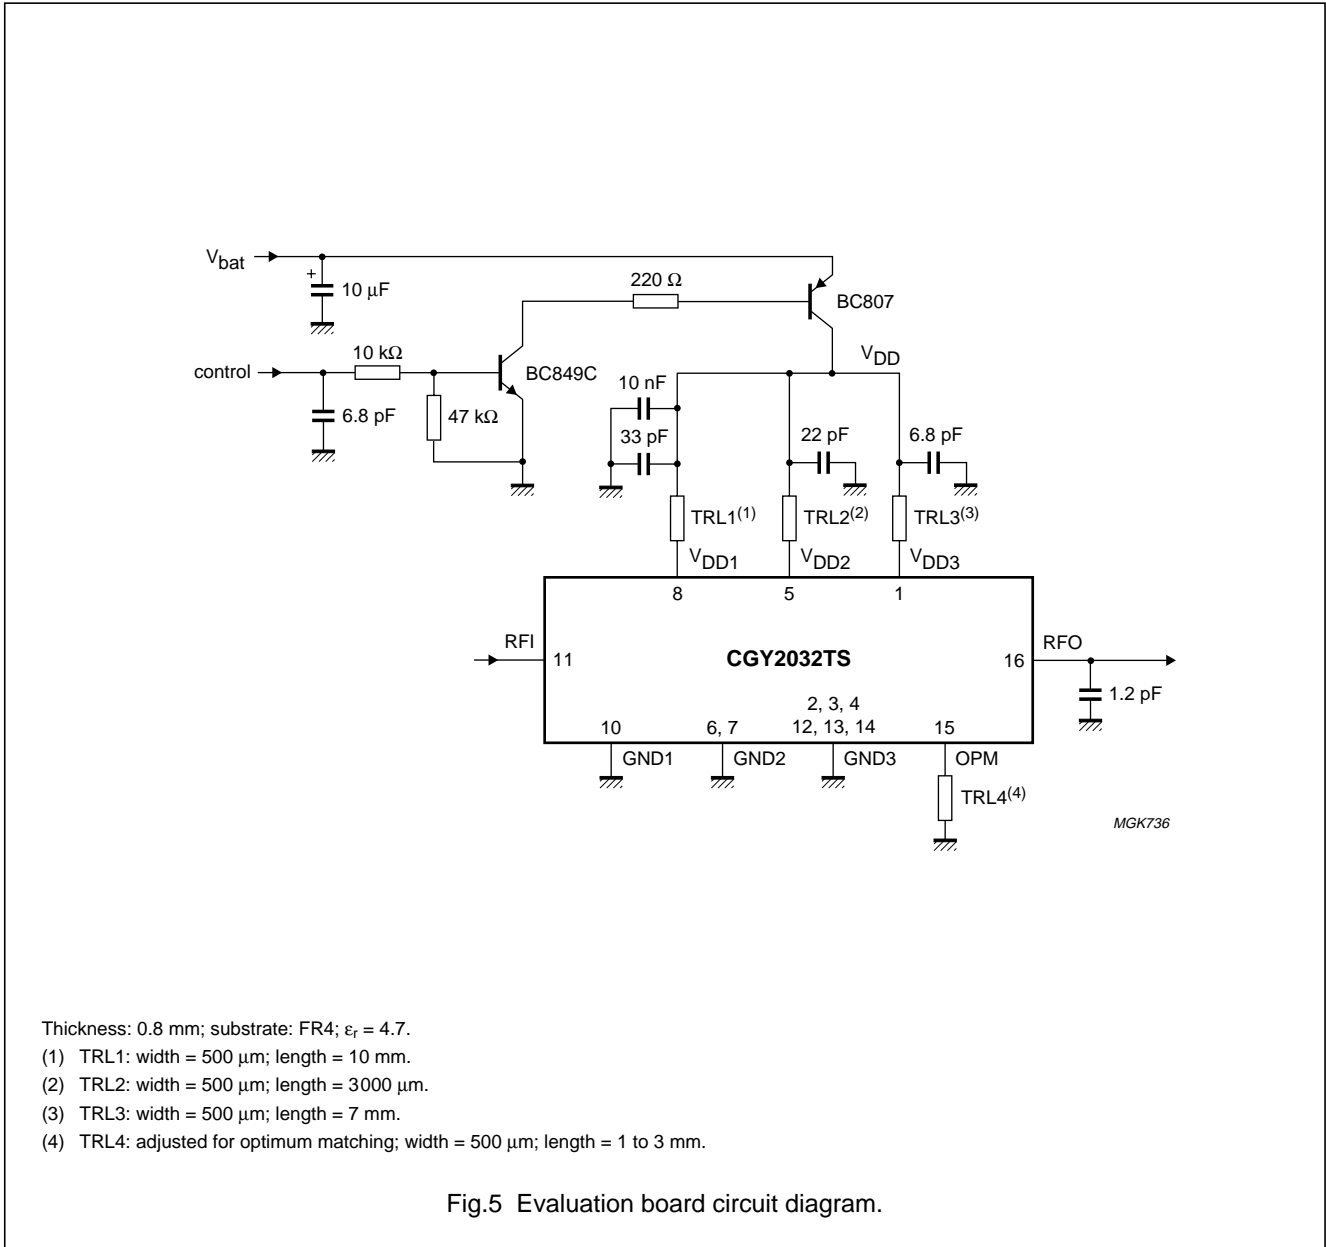 V_bat
+
10 μF
220 Ω
BC807
10 kΩ
control
BC849C
V_DD
6.8 pF
47 kΩ
10 nF
33 pF
22 pF
6.8 pF
TRL1(1)
TRL2(2)
TRL3(3)
V_DD1
V_DD2
V_DD3
8
5
1
RFI
11
CGY2032TS
16
RFO
1.2 pF
2, 3, 4
10
6, 7
12, 13, 14
15
GND1
GND2
GND3
OPM
TRL4(4)
MGK736
Thickness: 0.8 mm; substrate: FR4; ε_r = 4.7.
(1) TRL1: width = 500 μm; length = 10 mm.
(2) TRL2: width = 500 μm; length = 3000 μm.
(3) TRL3: width = 500 μm; length = 7 mm.
(4) TRL4: adjusted for optimum matching; width = 500 μm; length = 1 to 3 mm.
Fig.5 Evaluation board circuit diagram.